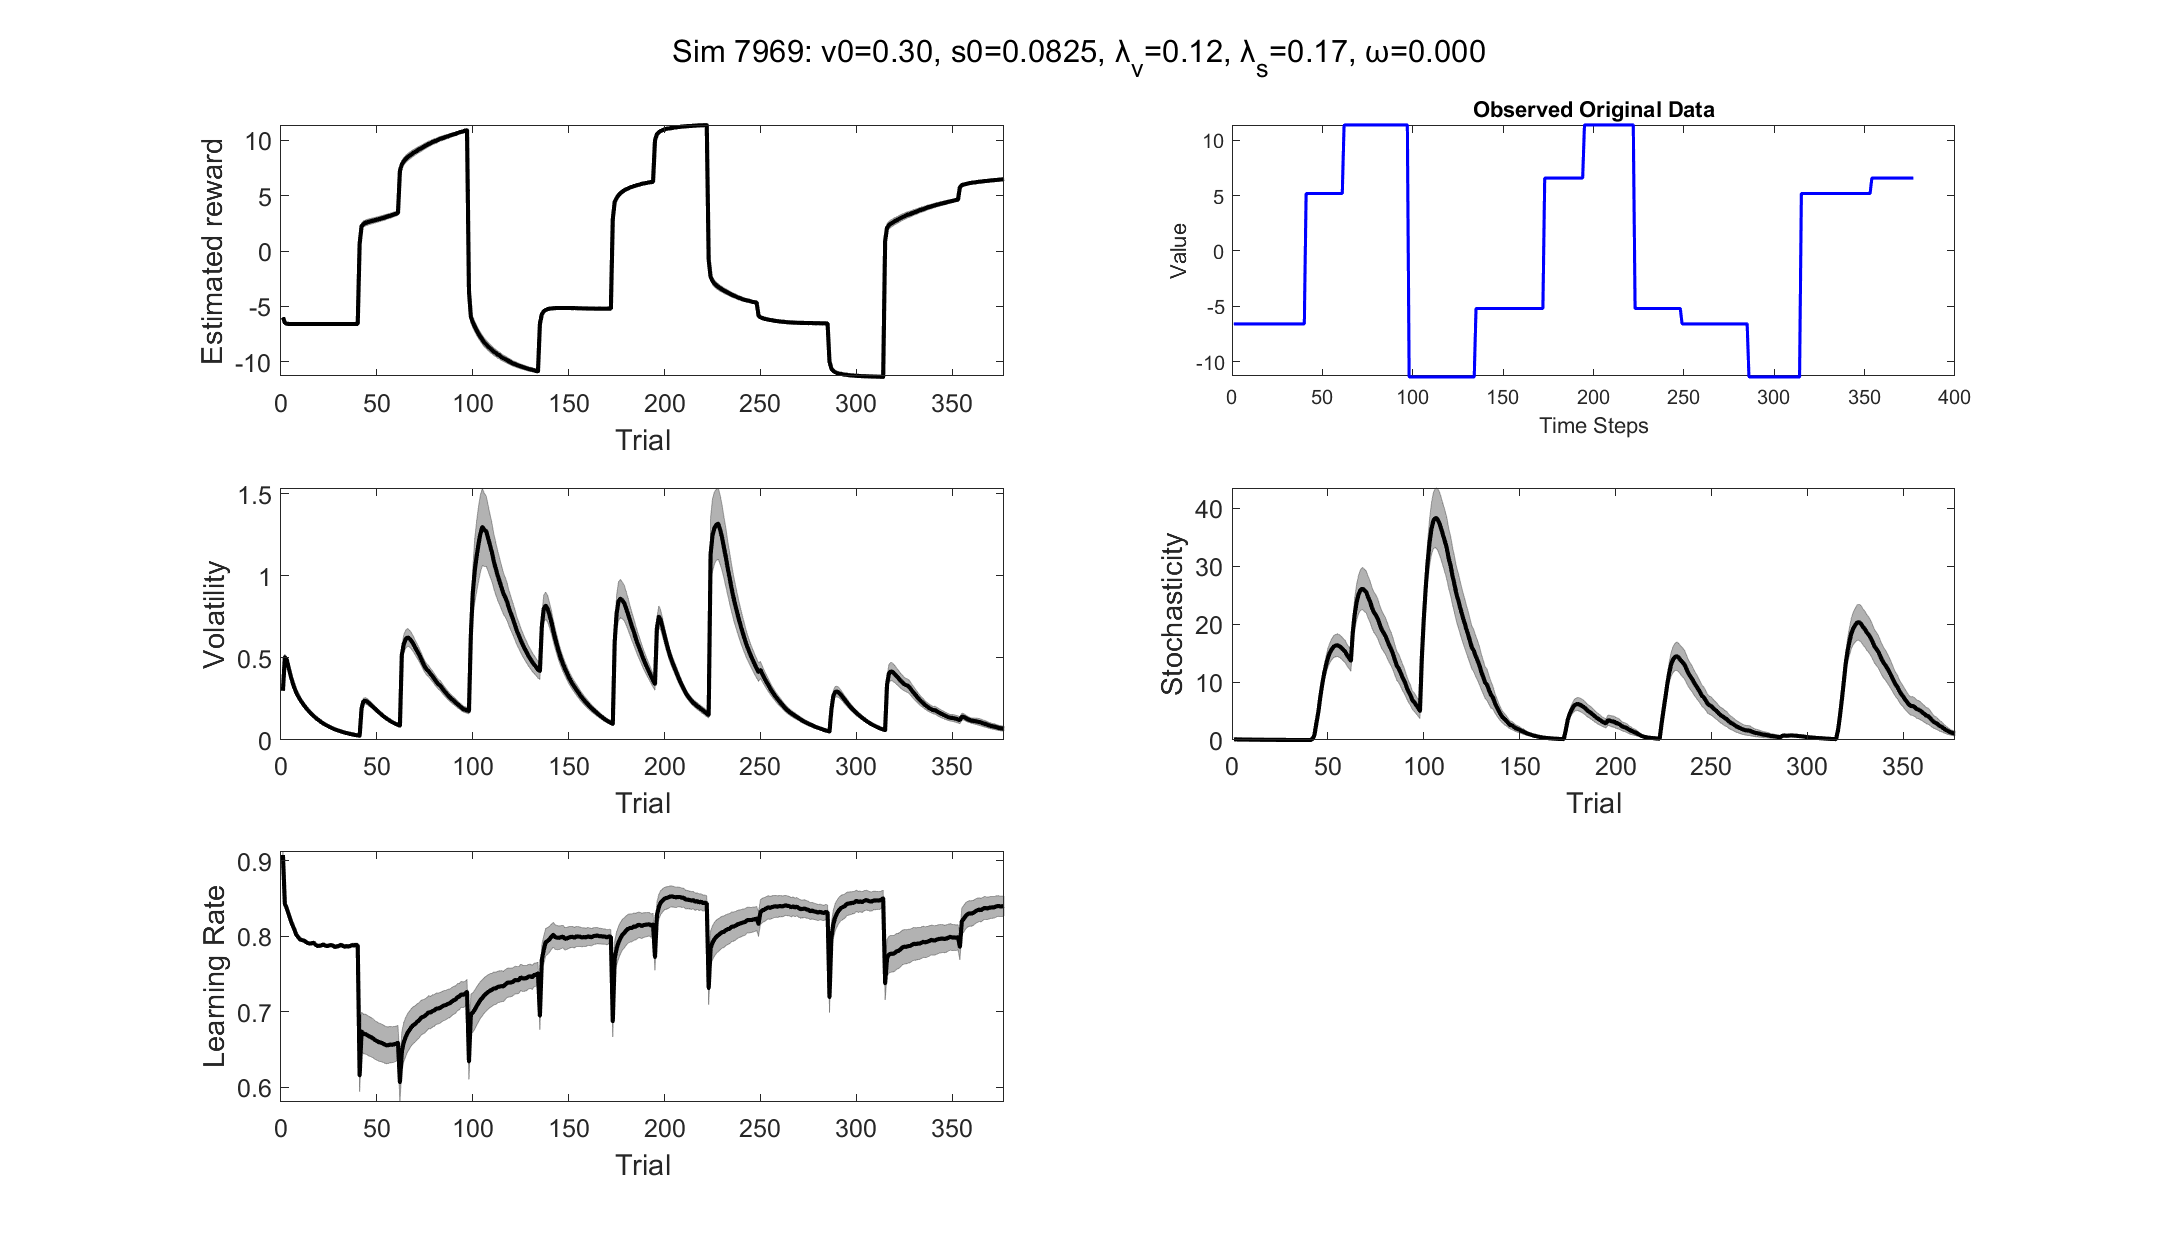 Sim 7969: v0=0.30, s0=0.0825, λv=0.12, λs=0.17, ω=0.000
Estimated reward
10
5
0
-5
-10
0 50 100 150 200 250 300 350
Trial
Observed Original Data
Value
10
5
0
-5
-10
0 50 100 150 200 250 300 350 400
Time Steps
Volatility
1.5
1
0.5
0
0 50 100 150 200 250 300 350
Trial
Stochasticity
40
30
20
10
0
0 50 100 150 200 250 300 350
Trial
Learning Rate
0.9
0.8
0.7
0.6
0 50 100 150 200 250 300 350
Trial